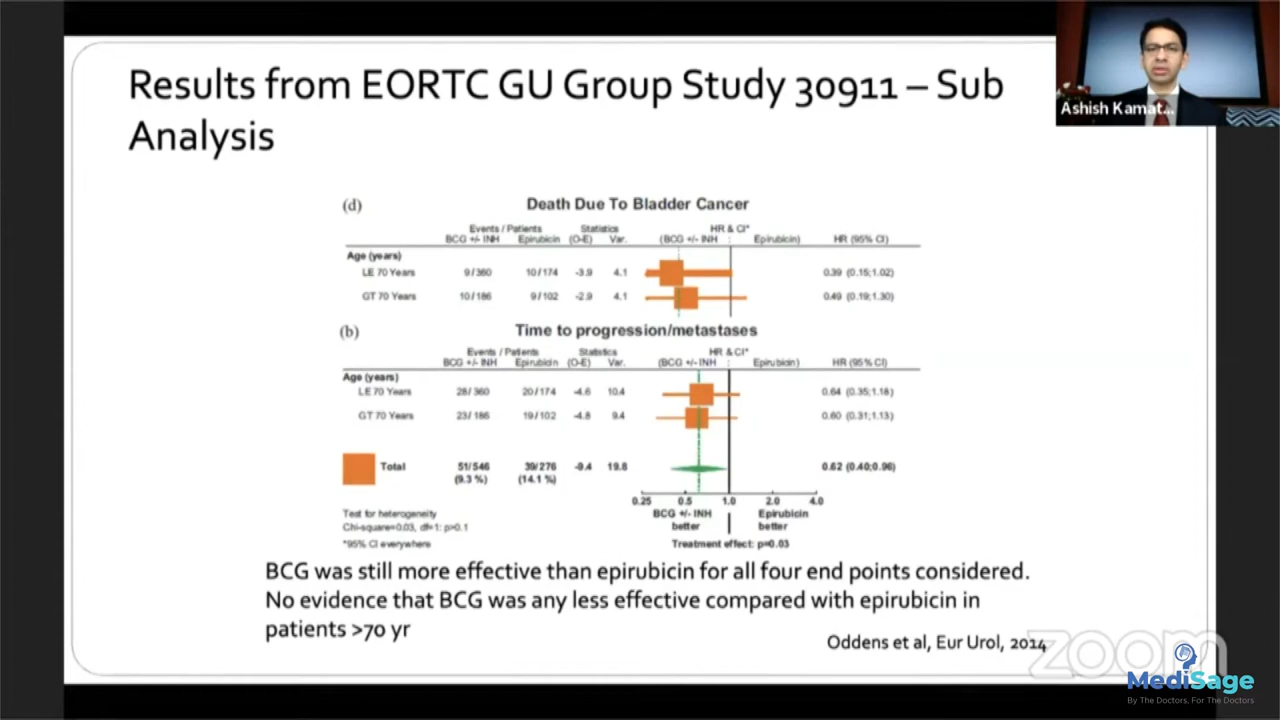 Results from EORTC GU Group Study 30911 – Sub
Analysis
Ashish Kamat...
(d) Death Due To Bladder Cancer
Events / Patients Statistics HR & CI*
BCG +/- INH Epirubicin (O-E) Var. (BCG +/- INH : Epirubicin) HR (95% CI)
Age (years)
LE 70 Years 9/360 10/174 -3.9 4.1 0.39 (0.15;1.02)
GT 70 Years 10/186 9/102 -2.9 4.1 0.49 (0.19;1.30)
(b) Time to progression/metastases
Events / Patients Statistics HR & CI*
BCG +/- INH Epirubicin (O-E) Var. (BCG +/- INH : Epirubicin) HR (95% CI)
Age (years)
LE 70 Years 28/360 20/174 -4.6 10.4 0.64 (0.35;1.18)
GT 70 Years 23/186 19/102 -4.8 9.4 0.60 (0.31;1.13)
Total 51/546 39/276 -9.4 19.8 0.62 (0.40;0.96)
(9.3 %) (14.1 %)
0.25 0.5 1.0 2.0 4.0
BCG +/- INH Epirubicin
better better
Test for heterogeneity
Chi-square=0.03, df=1: p>0.1
*95% CI everywhere
Treatment effect: p=0.03
BCG was still more effective than epirubicin for all four end points considered.
No evidence that BCG was any less effective compared with epirubicin in
patients >70 yr
Oddens et al, Eur Urol, 2014
zoom
MediSage
By The Doctors, For The Doctors